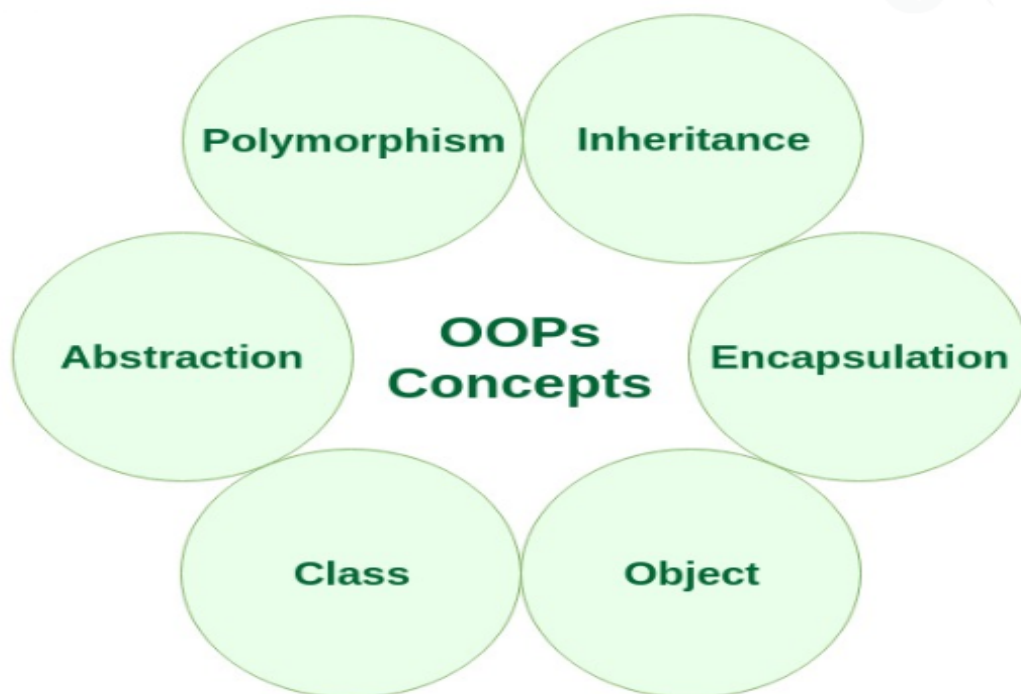 Polymorphism
Inheritance
Abstraction
OOPs
Concepts
Encapsulation
Class
Object